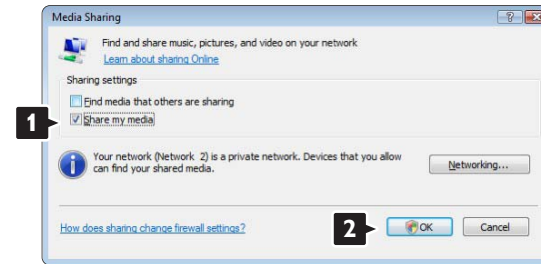 Media Sharing
Find and share music, pictures, and video on your network
Learn about sharing Online
Sharing settings
Find media that others are sharing
1
Share my media
Your network (Network 2) is a private network. Devices that you allow
can find your shared media.
Networking...
How does sharing change firewall settings?
2
OK
Cancel